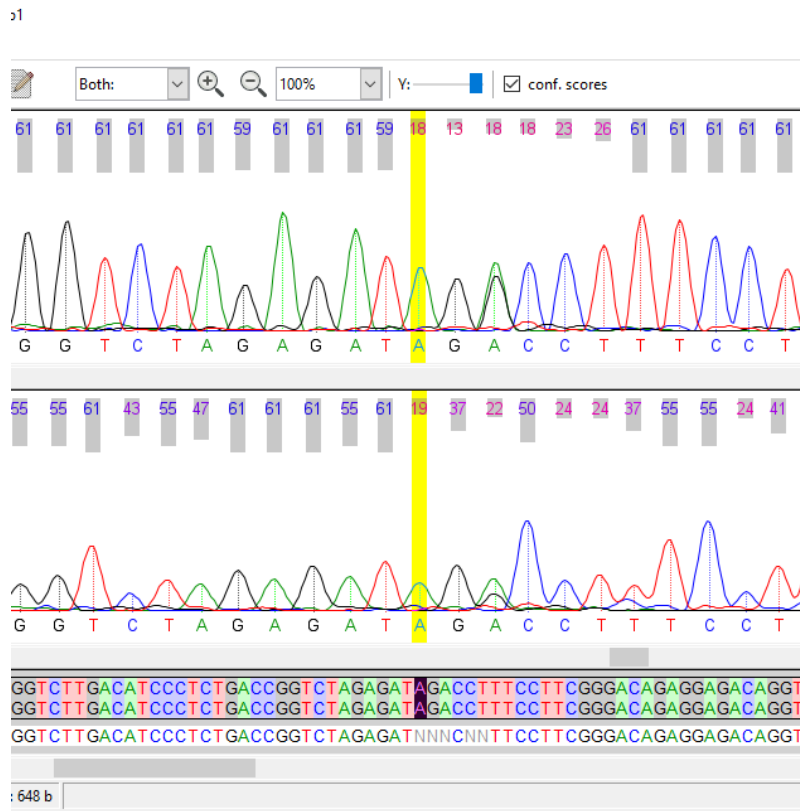 Both: 100% Y: conf. scores
61 61 61 61 61 61 59 61 61 61 59 18 13 18 18 23 26 61 61 61 61 61
G G T C T A G A G A T A G A C C T T T C C T
55 55 61 43 55 47 61 61 61 55 61 19 37 22 50 24 24 37 55 55 24 41
G G T C T A G A G A T A G A C C T T T C C T
GGTCTTGACATCCCTCTGACCGGTCTAGAGATAGACCTTTCCTTCGGGACAGAGGAGACAGGT
GGTCTTGACATCCCTCTGACCGGTCTAGAGATAGACCTTTCCTTCGGGACAGAGGAGACAGGT
GGTCTTGACATCCCTCTGACCGGTCTAGAGATNNNCNNTTCCTTCGGGACAGAGGAGACAGGT
: 648 b